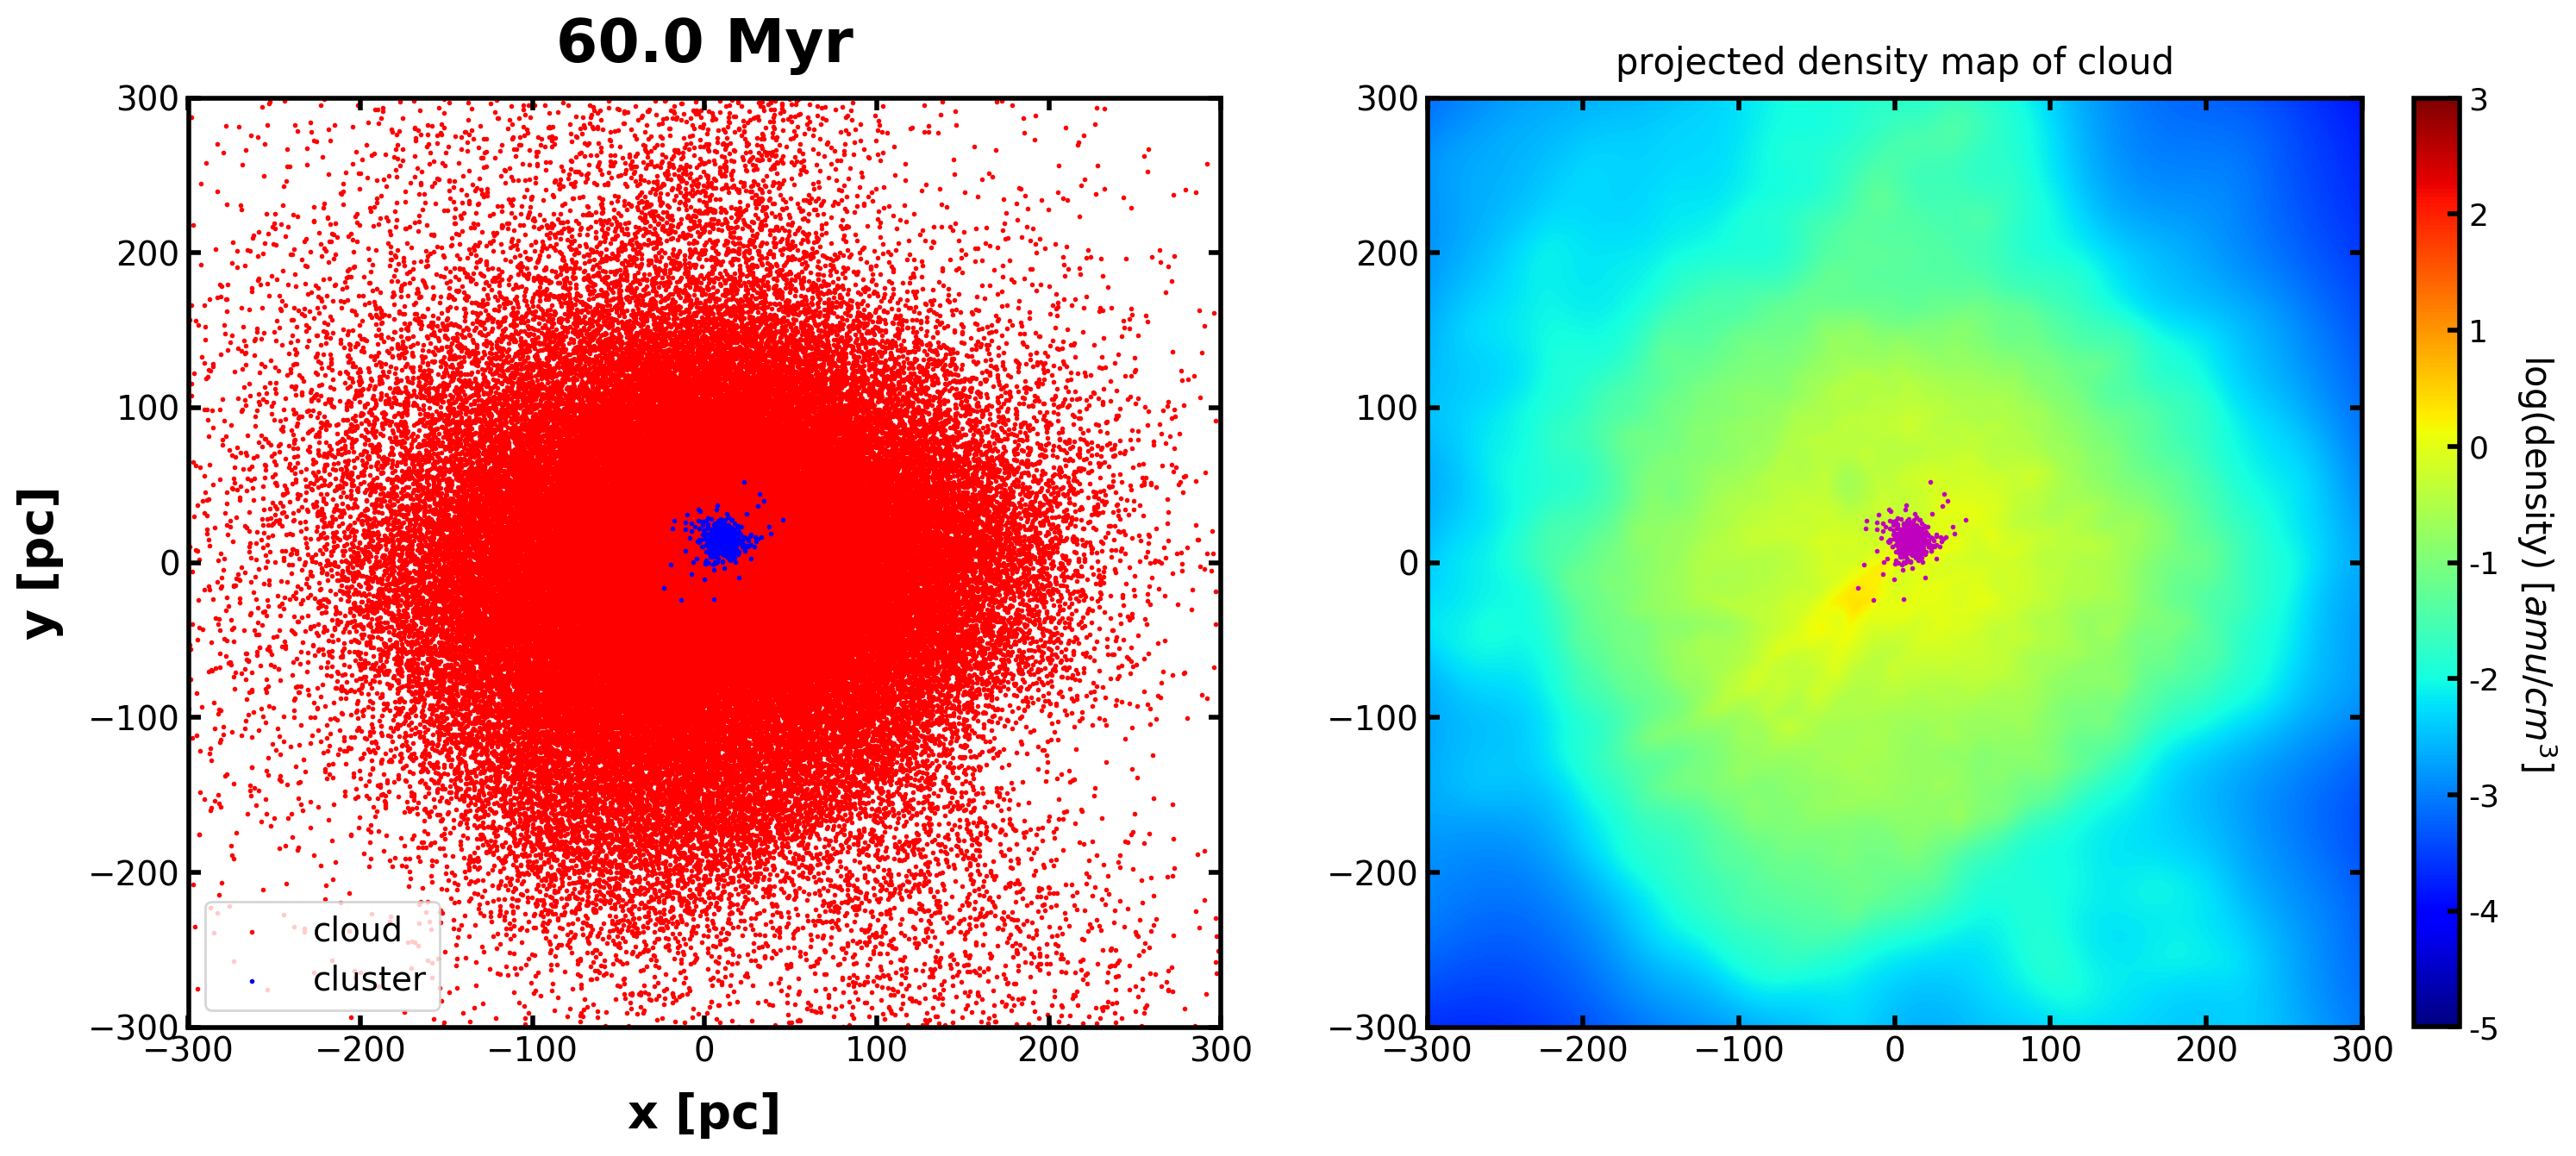 60.0 Myr
projected density map of cloud
300
200
100
0
−100
−200
−300
y [pc]
−300 −200 −100 0 100 200 300
x [pc]
cloud
cluster
300
200
100
0
−100
−200
−300
−300 −200 −100 0 100 200 300
3
2
1
0
-1
-2
-3
-4
-5
log(density) [amu/cm³]